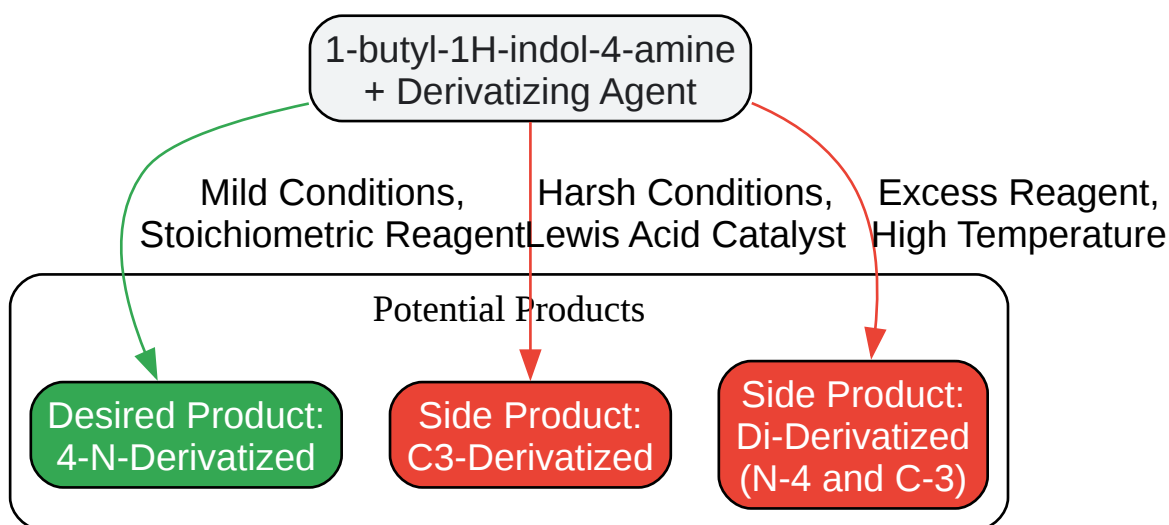 1-butyl-1H-indol-4-amine
+ Derivatizing Agent
Mild Conditions,
Stoichiometric Reagent
Harsh Conditions,
Lewis Acid Catalyst
Excess Reagent,
High Temperature
Potential Products
Desired Product:
4-N-Derivatized
Side Product:
C3-Derivatized
Side Product:
Di-Derivatized
(N-4 and C-3)